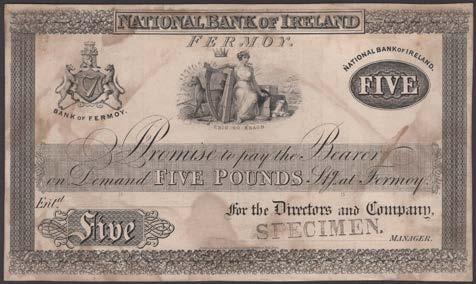 NATIONAL BANK OF IRELAND
FERMOY.
NATIONAL BANK OF IRELAND.
FIVE
BANK OF FERMOY.
ERIN GO BRAGH
I Promise to pay the Bearer
on Demand FIVE POUNDS. at Fermoy
Entd
For the Directors and Company,
Five
SPECIMEN.
MANAGER.